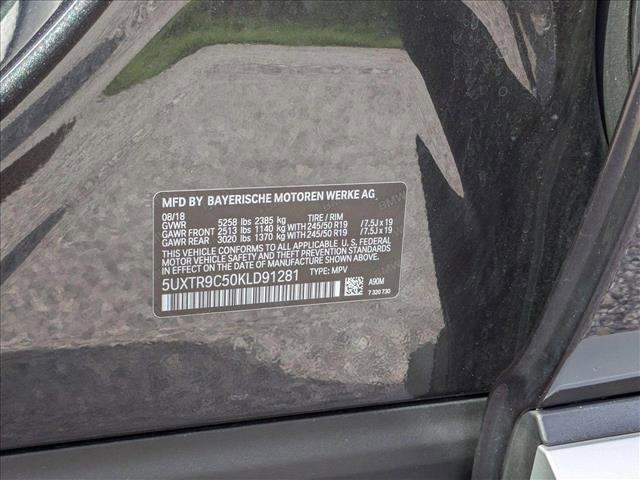 MFD BY BAYERISCHE MOTOREN WERKE AG
08/18
GVWR 5258 lbs 2385 kg TIRE / RIM
GAWR FRONT 2513 lbs 1140 kg WITH 245/50 R19 /7.5J x 19
GAWR REAR 3020 lbs 1370 kg WITH 245/50 R19 /7.5J x 19
THIS VEHICLE CONFORMS TO ALL APPLICABLE U. S. FEDERAL
MOTOR VEHICLE SAFETY AND THEFT PREVENTION
STANDARDS IN EFFECT ON THE DATE OF MANUFACTURE SHOWN ABOVE.
5UXTR9C50KLD91281 TYPE: MPV
A90M
7 320 730